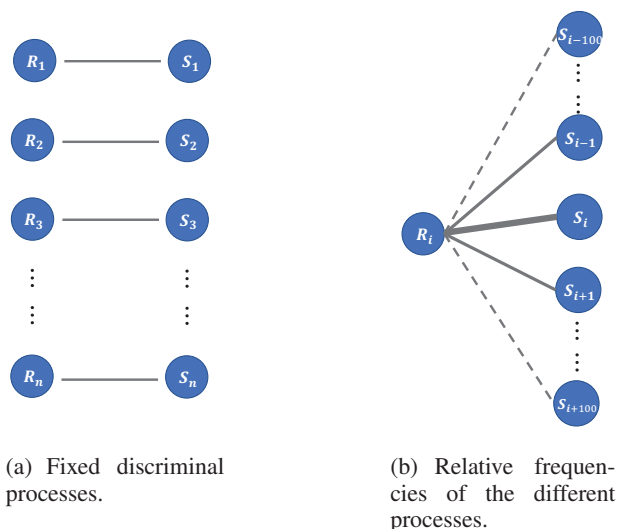 R₁ S₁
R₂ S₂
R₃ S₃
⋮ ⋮
⋮ ⋮
Rₙ Sₙ
(a) Fixed discriminal
processes.
Sᵢ₋₁₀₀
⋮
⋮
Sᵢ₋₁
Sᵢ
Rᵢ
Sᵢ₊₁
⋮
⋮
Sᵢ₊₁₀₀
(b) Relative frequen-
cies of the different
processes.